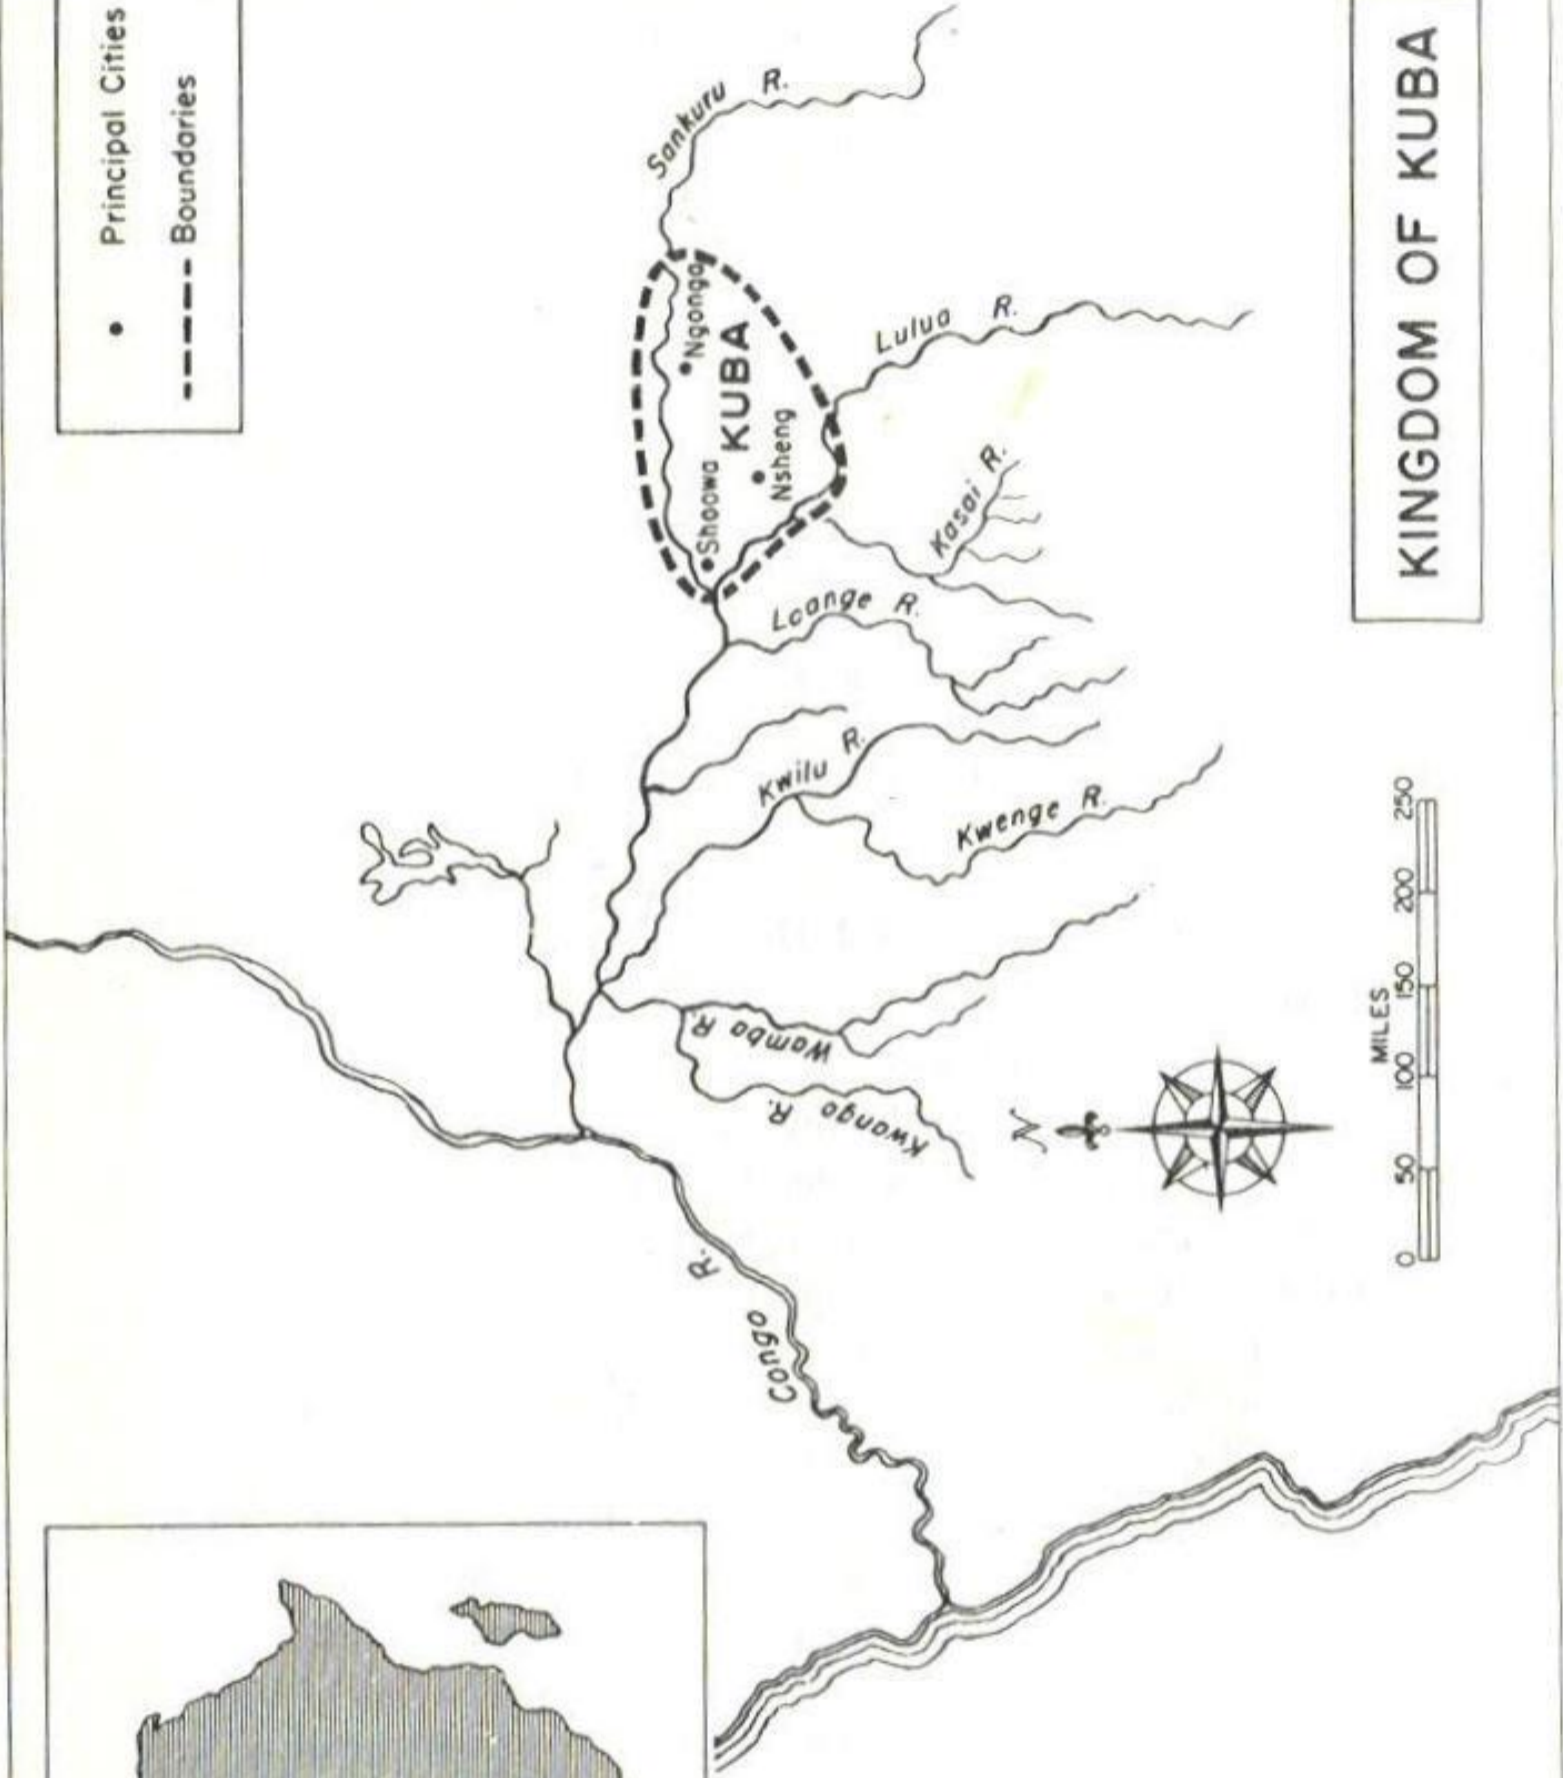 Principal Cities
Boundaries
Sankuru R.
Ngongo
KUBA
Shoowa
Nsheng
Lulua R.
Kasai R.
Loange R.
Kwilu R.
Kwenge R.
Wamba R.
Kwango R.
Congo R.
N
MILES
0 50 100 150 200 250
KINGDOM OF KUBA